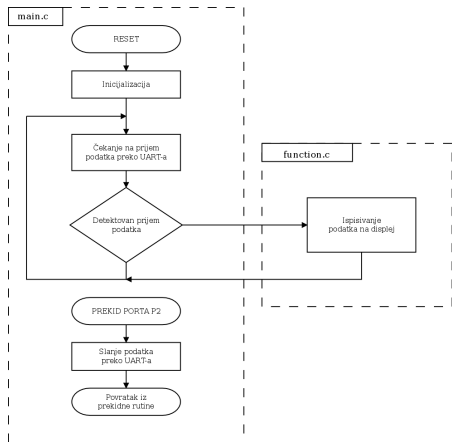 main.c
RESET
Inicijalizacija
Čekanje na prijem
podatka preko UART-a
function.c
Detektovan prijem
podatka
Ispisivanje
podatka na displej
PREKID PORTA P2
Slanje podatka
preko UART-a
Povratak iz
prekidne rutine